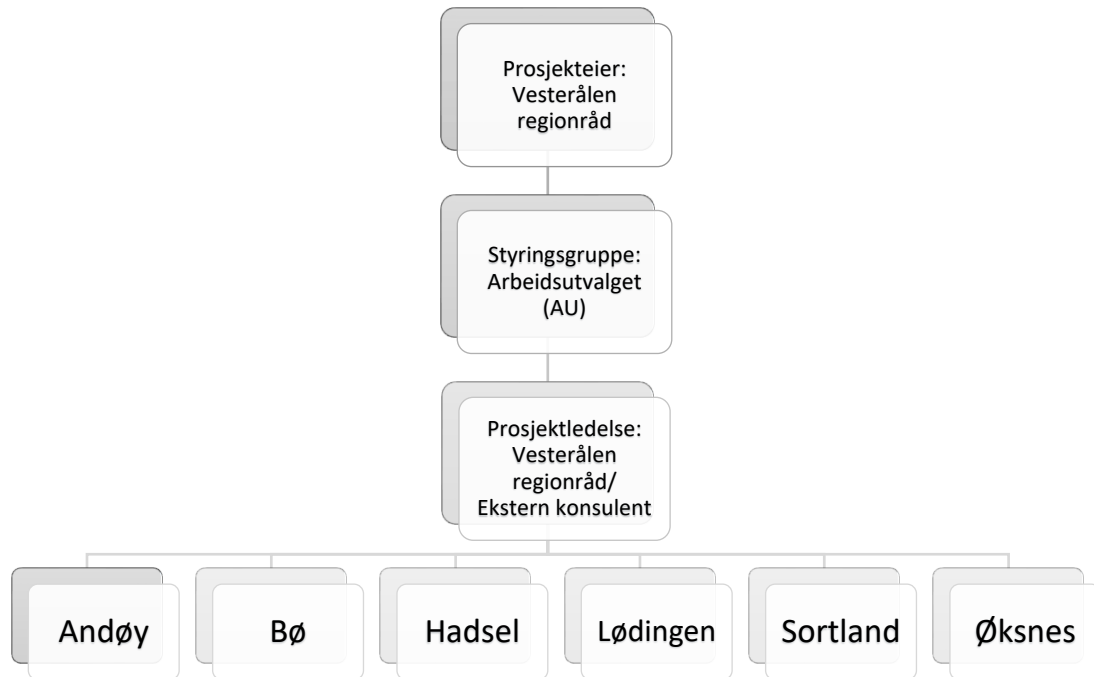 Prosjekteier:
Vesterålen
regionråd
Styringsgruppe:
Arbeidsutvalget
(AU)
Prosjektledelse:
Vesterålen
regionråd/
Ekstern konsulent
Andøy
Bø
Hadsel
Lødingen
Sortland
Øksnes